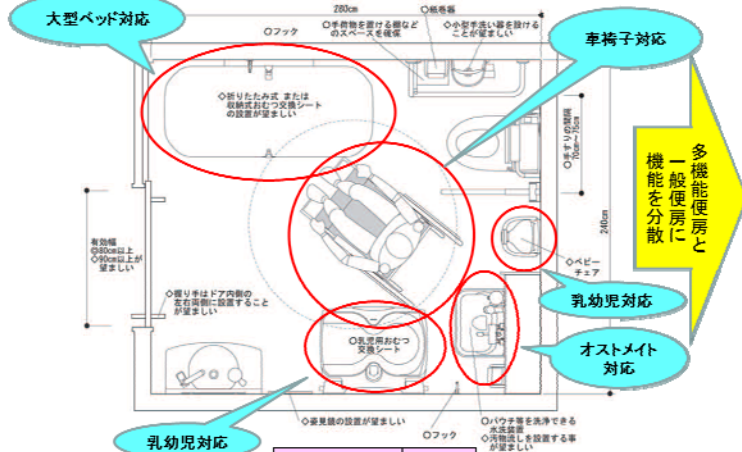 大型ベッド対応
280cm
○フック
○手荷物を置ける棚など
のスペースを確保
○紙巻器
◇小型手洗い器を設ける
ことが望ましい
車椅子対応
◇折りたたみ式 または
収納式おむつ交換シート
の設置が望ましい
○手すりの間隔
70cm~75cm
多機能便房と
一般便房に
機能を分散
240cm
有効幅
◎80cm以上
◇90cm以上が
望ましい
◇ベビー
チェア
乳幼児対応
◇握り手はドア内側の
左右両側に設置すること
が望ましい
○乳児用おむつ
交換シート
オストメイト
対応
◇姿見鏡の設置が望ましい
○フック
○パウチ等を洗浄できる
水洗装置
◇汚物流しを設置する事
が望ましい
乳幼児対応